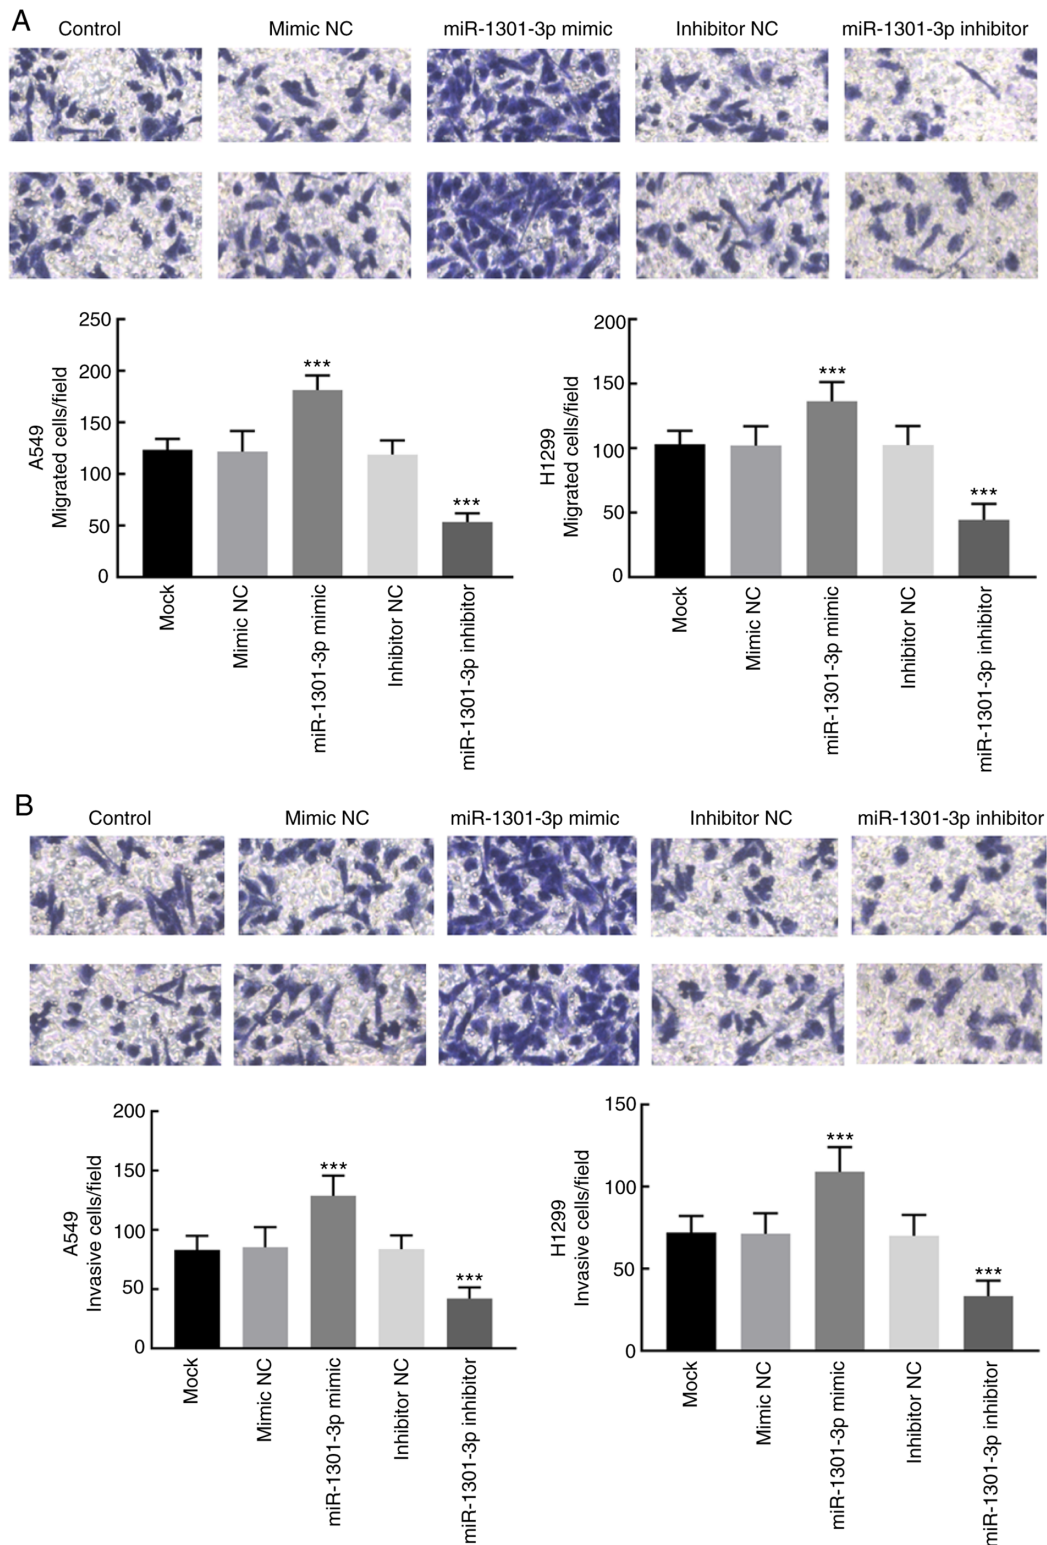 A
Control Mimic NC miR-1301-3p mimic Inhibitor NC miR-1301-3p inhibitor
A549
Migrated cells/field
250
200
150
100
50
0
***
***
Mock
Mimic NC
miR-1301-3p mimic
Inhibitor NC
miR-1301-3p inhibitor
H1299
Migrated cells/field
200
150
100
50
0
***
***
Mock
Mimic NC
miR-1301-3p mimic
Inhibitor NC
miR-1301-3p inhibitor
B
Control Mimic NC miR-1301-3p mimic Inhibitor NC miR-1301-3p inhibitor
A549
Invasive cells/field
200
150
100
50
0
***
***
Mock
Mimic NC
miR-1301-3p mimic
Inhibitor NC
miR-1301-3p inhibitor
H1299
Invasive cells/field
150
100
50
0
***
***
Mock
Mimic NC
miR-1301-3p mimic
Inhibitor NC
miR-1301-3p inhibitor